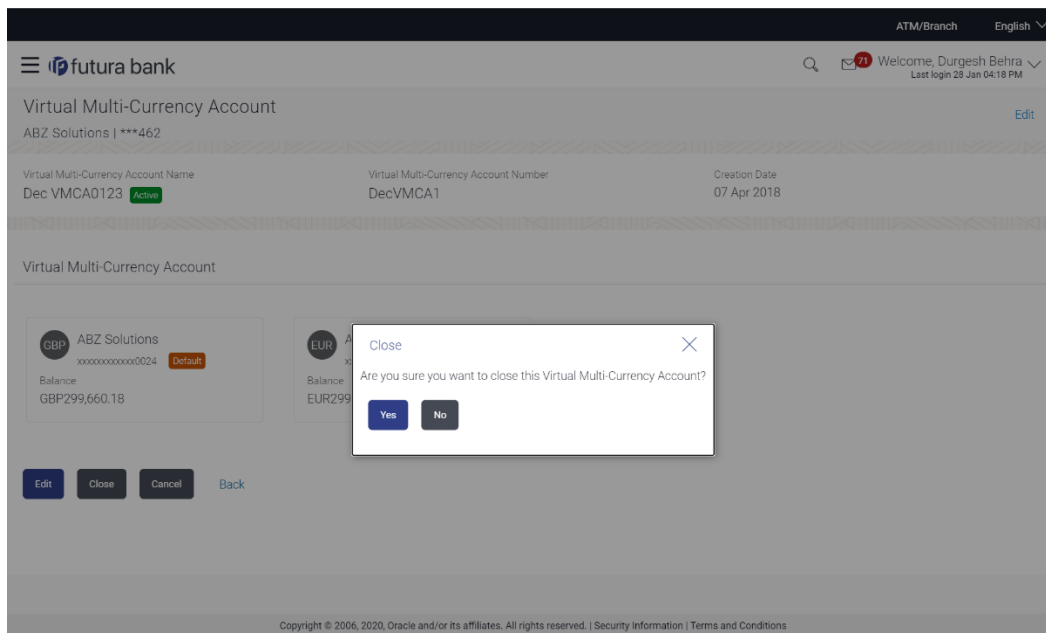 ATM/Branch English
futura bank
71 Welcome, Durgesh Behra
Last login 28 Jan 04:18 PM
Virtual Multi-Currency Account
Edit
ABZ Solutions | ***462
Virtual Multi-Currency Account Name Virtual Multi-Currency Account Number Creation Date
Dec VMCA0123 Active DecVMCA1 07 Apr 2018
Virtual Multi-Currency Account
GBP ABZ Solutions
xxxxxxxxxxxx0024 Default
Balance
GBP299,660.18
EUR A
Balance
EUR299
Close
Are you sure you want to close this Virtual Multi-Currency Account?
Yes No
Edit Close Cancel Back
Copyright © 2006, 2020, Oracle and/or its affiliates. All rights reserved. | Security Information | Terms and Conditions